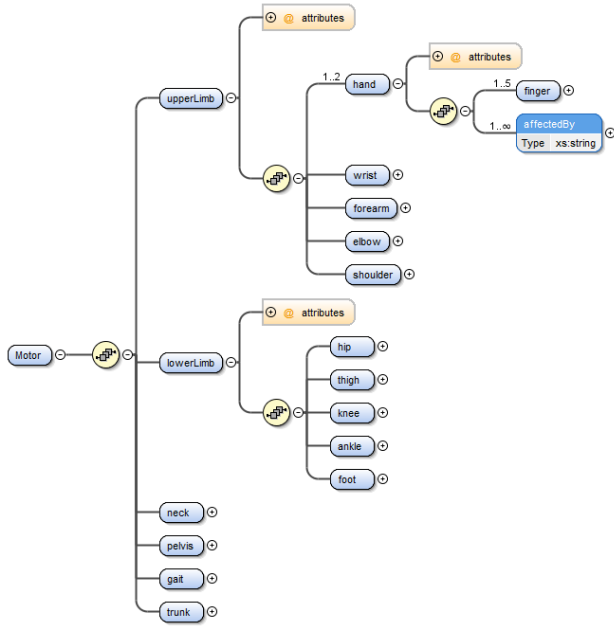 @ attributes
@ attributes
1..2 hand
1..5 finger
upperLimb
1..∞ affectedBy
Type xs:string
wrist
forearm
elbow
shoulder
@ attributes
hip
Motor
lowerLimb
thigh
knee
ankle
foot
neck
pelvis
gait
trunk